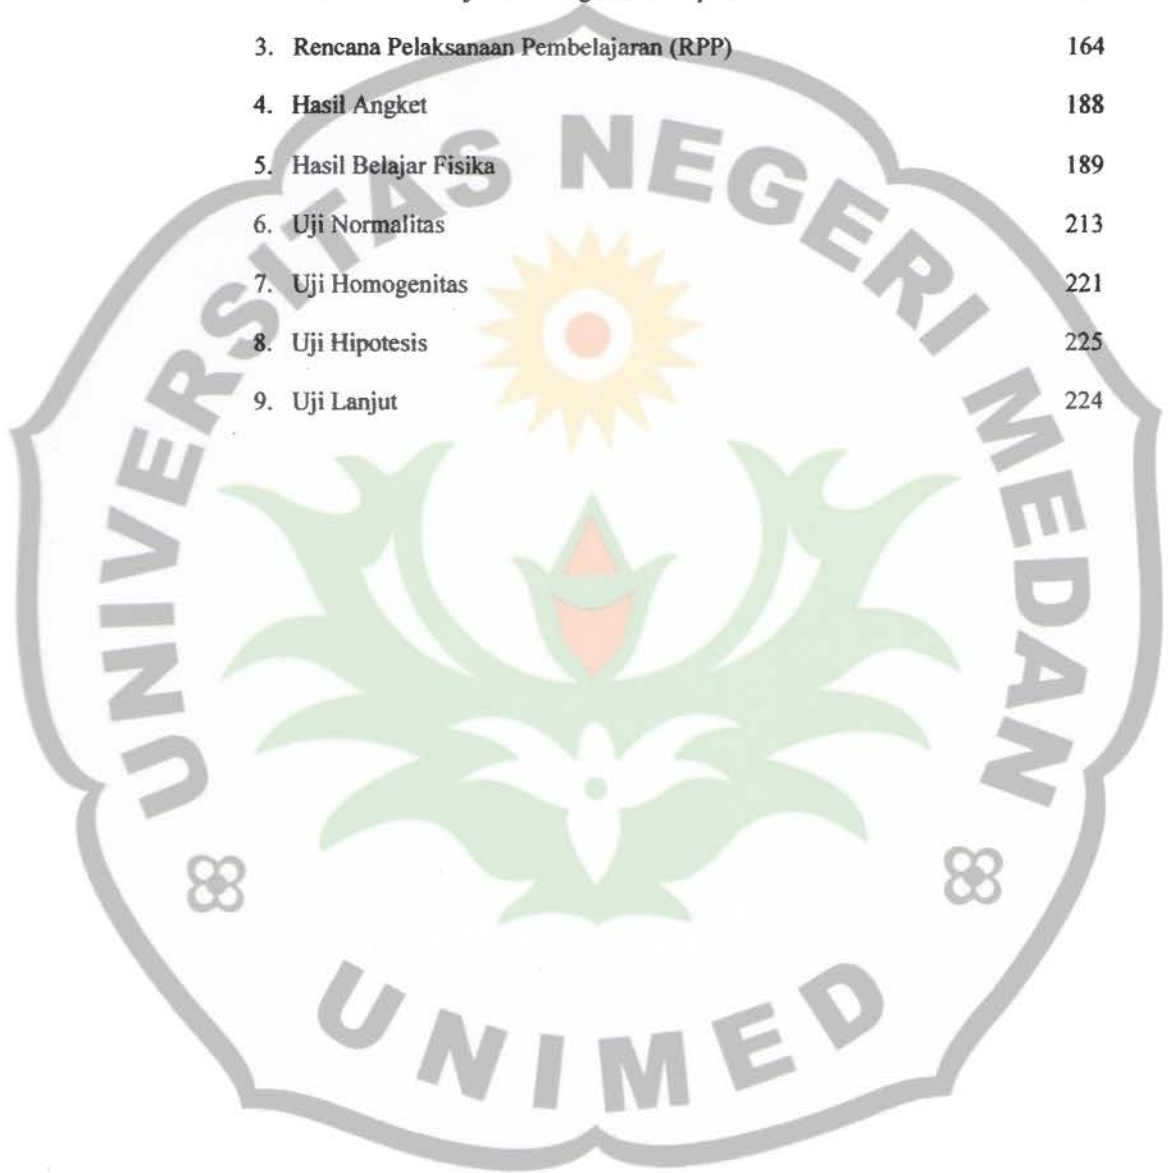 3. Rencana Pelaksanaan Pembelajaran (RPP) 164
4. Hasil Angket 188
5. Hasil Belajar Fisika 189
6. Uji Normalitas 213
7. Uji Homogenitas 221
8. Uji Hipotesis 225
9. Uji Lanjut 224
UNIVERSITAS NEGERI MEDAN
UNIMED